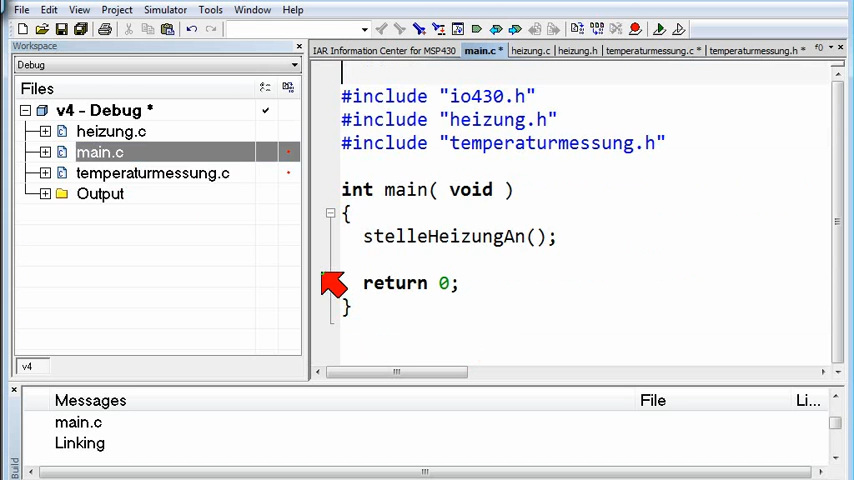 File Edit View Project Simulator Tools Window Help
Workspace
IAR Information Center for MSP430 main.c * heizung.c heizung.h temperaturmessung.c * temperaturmessung.h * f0
Debug
Files
v4 - Debug *
heizung.c
main.c
temperaturmessung.c
Output
v4
#include "io430.h"
#include "heizung.h"
#include "temperaturmessung.h"
int main( void )
{
stelleHeizungAn();
return 0;
}
Messages File Li...
main.c
Linking
Build